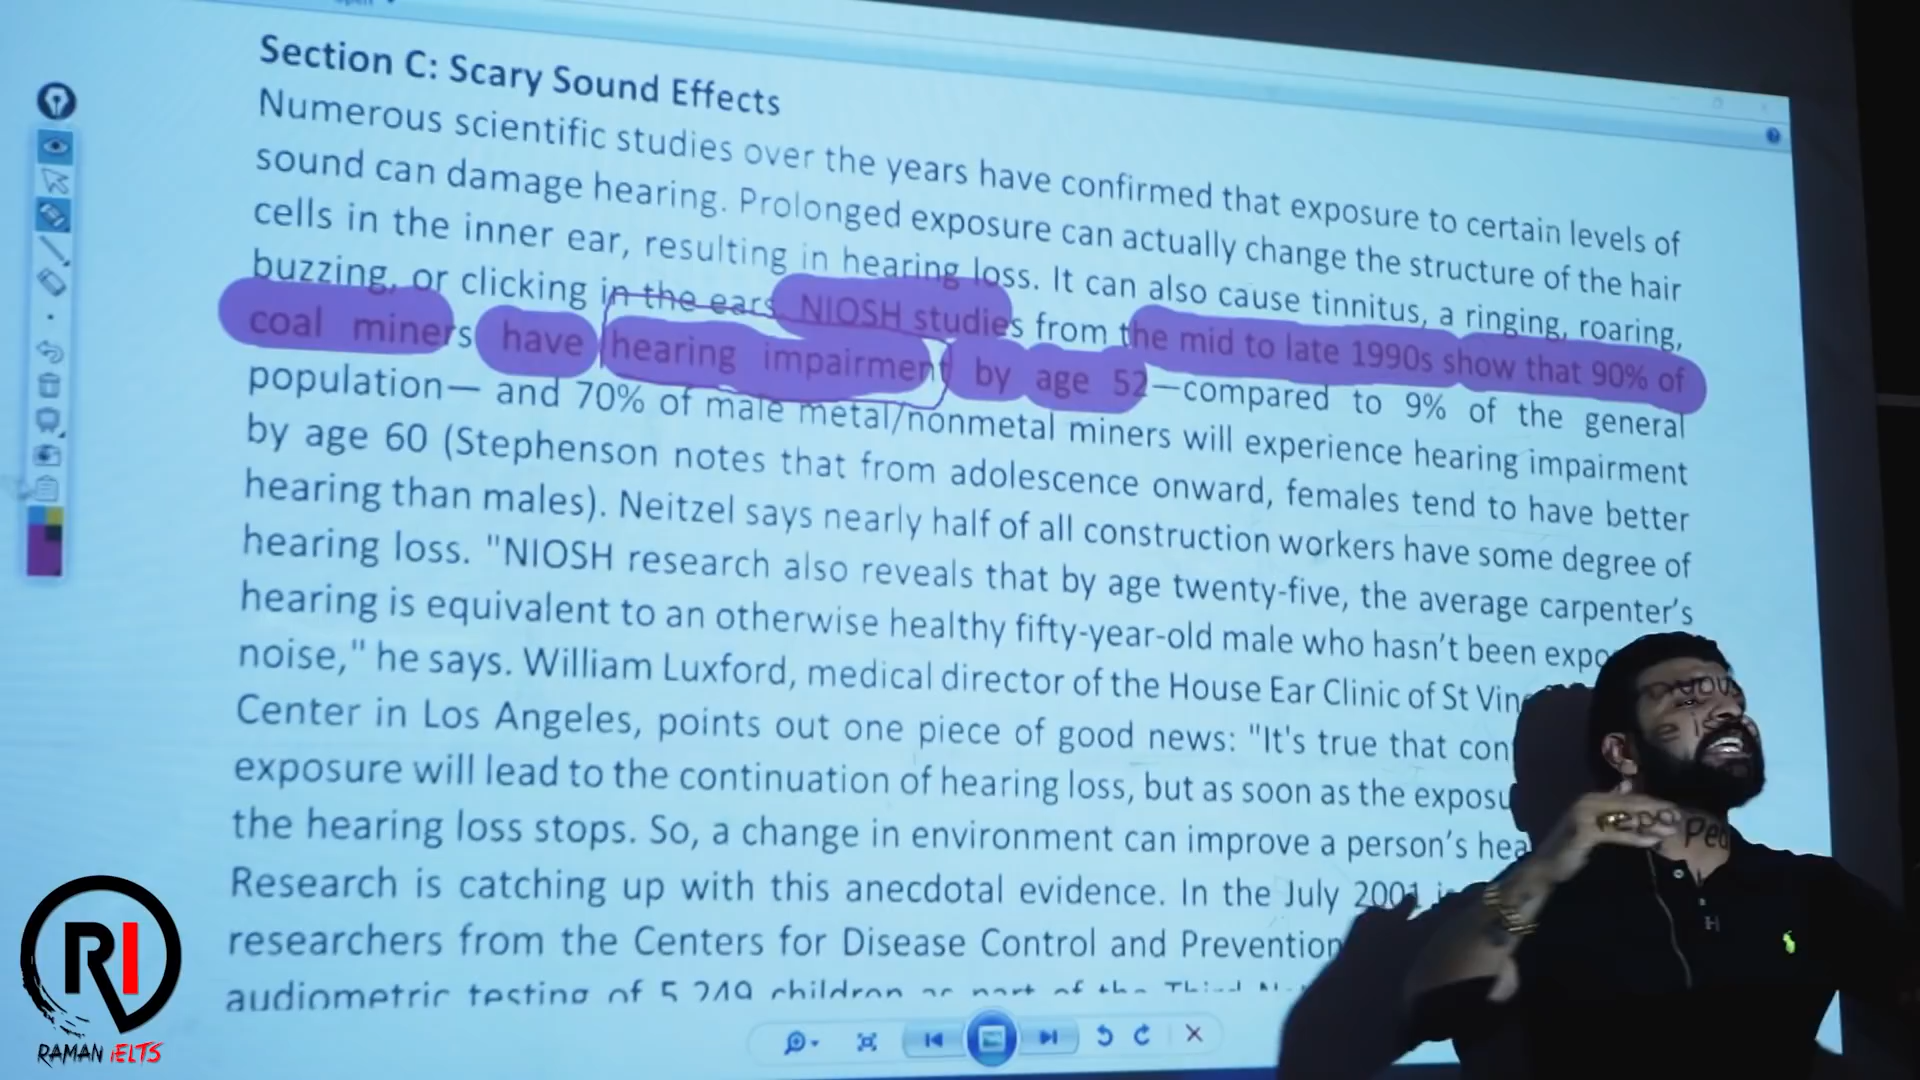 Section C: Scary Sound Effects
Numerous scientific studies over the years have confirmed that exposure to certain levels of
sound can damage hearing. Prolonged exposure can actually change the structure of the hair
cells in the inner ear, resulting in hearing loss. It can also cause tinnitus, a ringing, roaring,
buzzing, or clicking in the ears. NIOSH studies from the mid to late 1990s show that 90% of
coal miners have hearing impairment by age 52—compared to 9% of the general
population— and 70% of male metal/nonmetal miners will experience hearing impairment
by age 60 (Stephenson notes that from adolescence onward, females tend to have better
hearing than males). Neitzel says nearly half of all construction workers have some degree of
hearing loss. "NIOSH research also reveals that by age twenty-five, the average carpenter's
hearing is equivalent to an otherwise healthy fifty-year-old male who hasn't been expo
noise," he says. William Luxford, medical director of the House Ear Clinic of St Vin
Center in Los Angeles, points out one piece of good news: "It's true that con
exposure will lead to the continuation of hearing loss, but as soon as the exposu
the hearing loss stops. So, a change in environment can improve a person's hea
Research is catching up with this anecdotal evidence. In the July 2001
researchers from the Centers for Disease Control and Prevention
audiometric testing of 5,249 children as part of the Third
RI
RAMAN IELTS